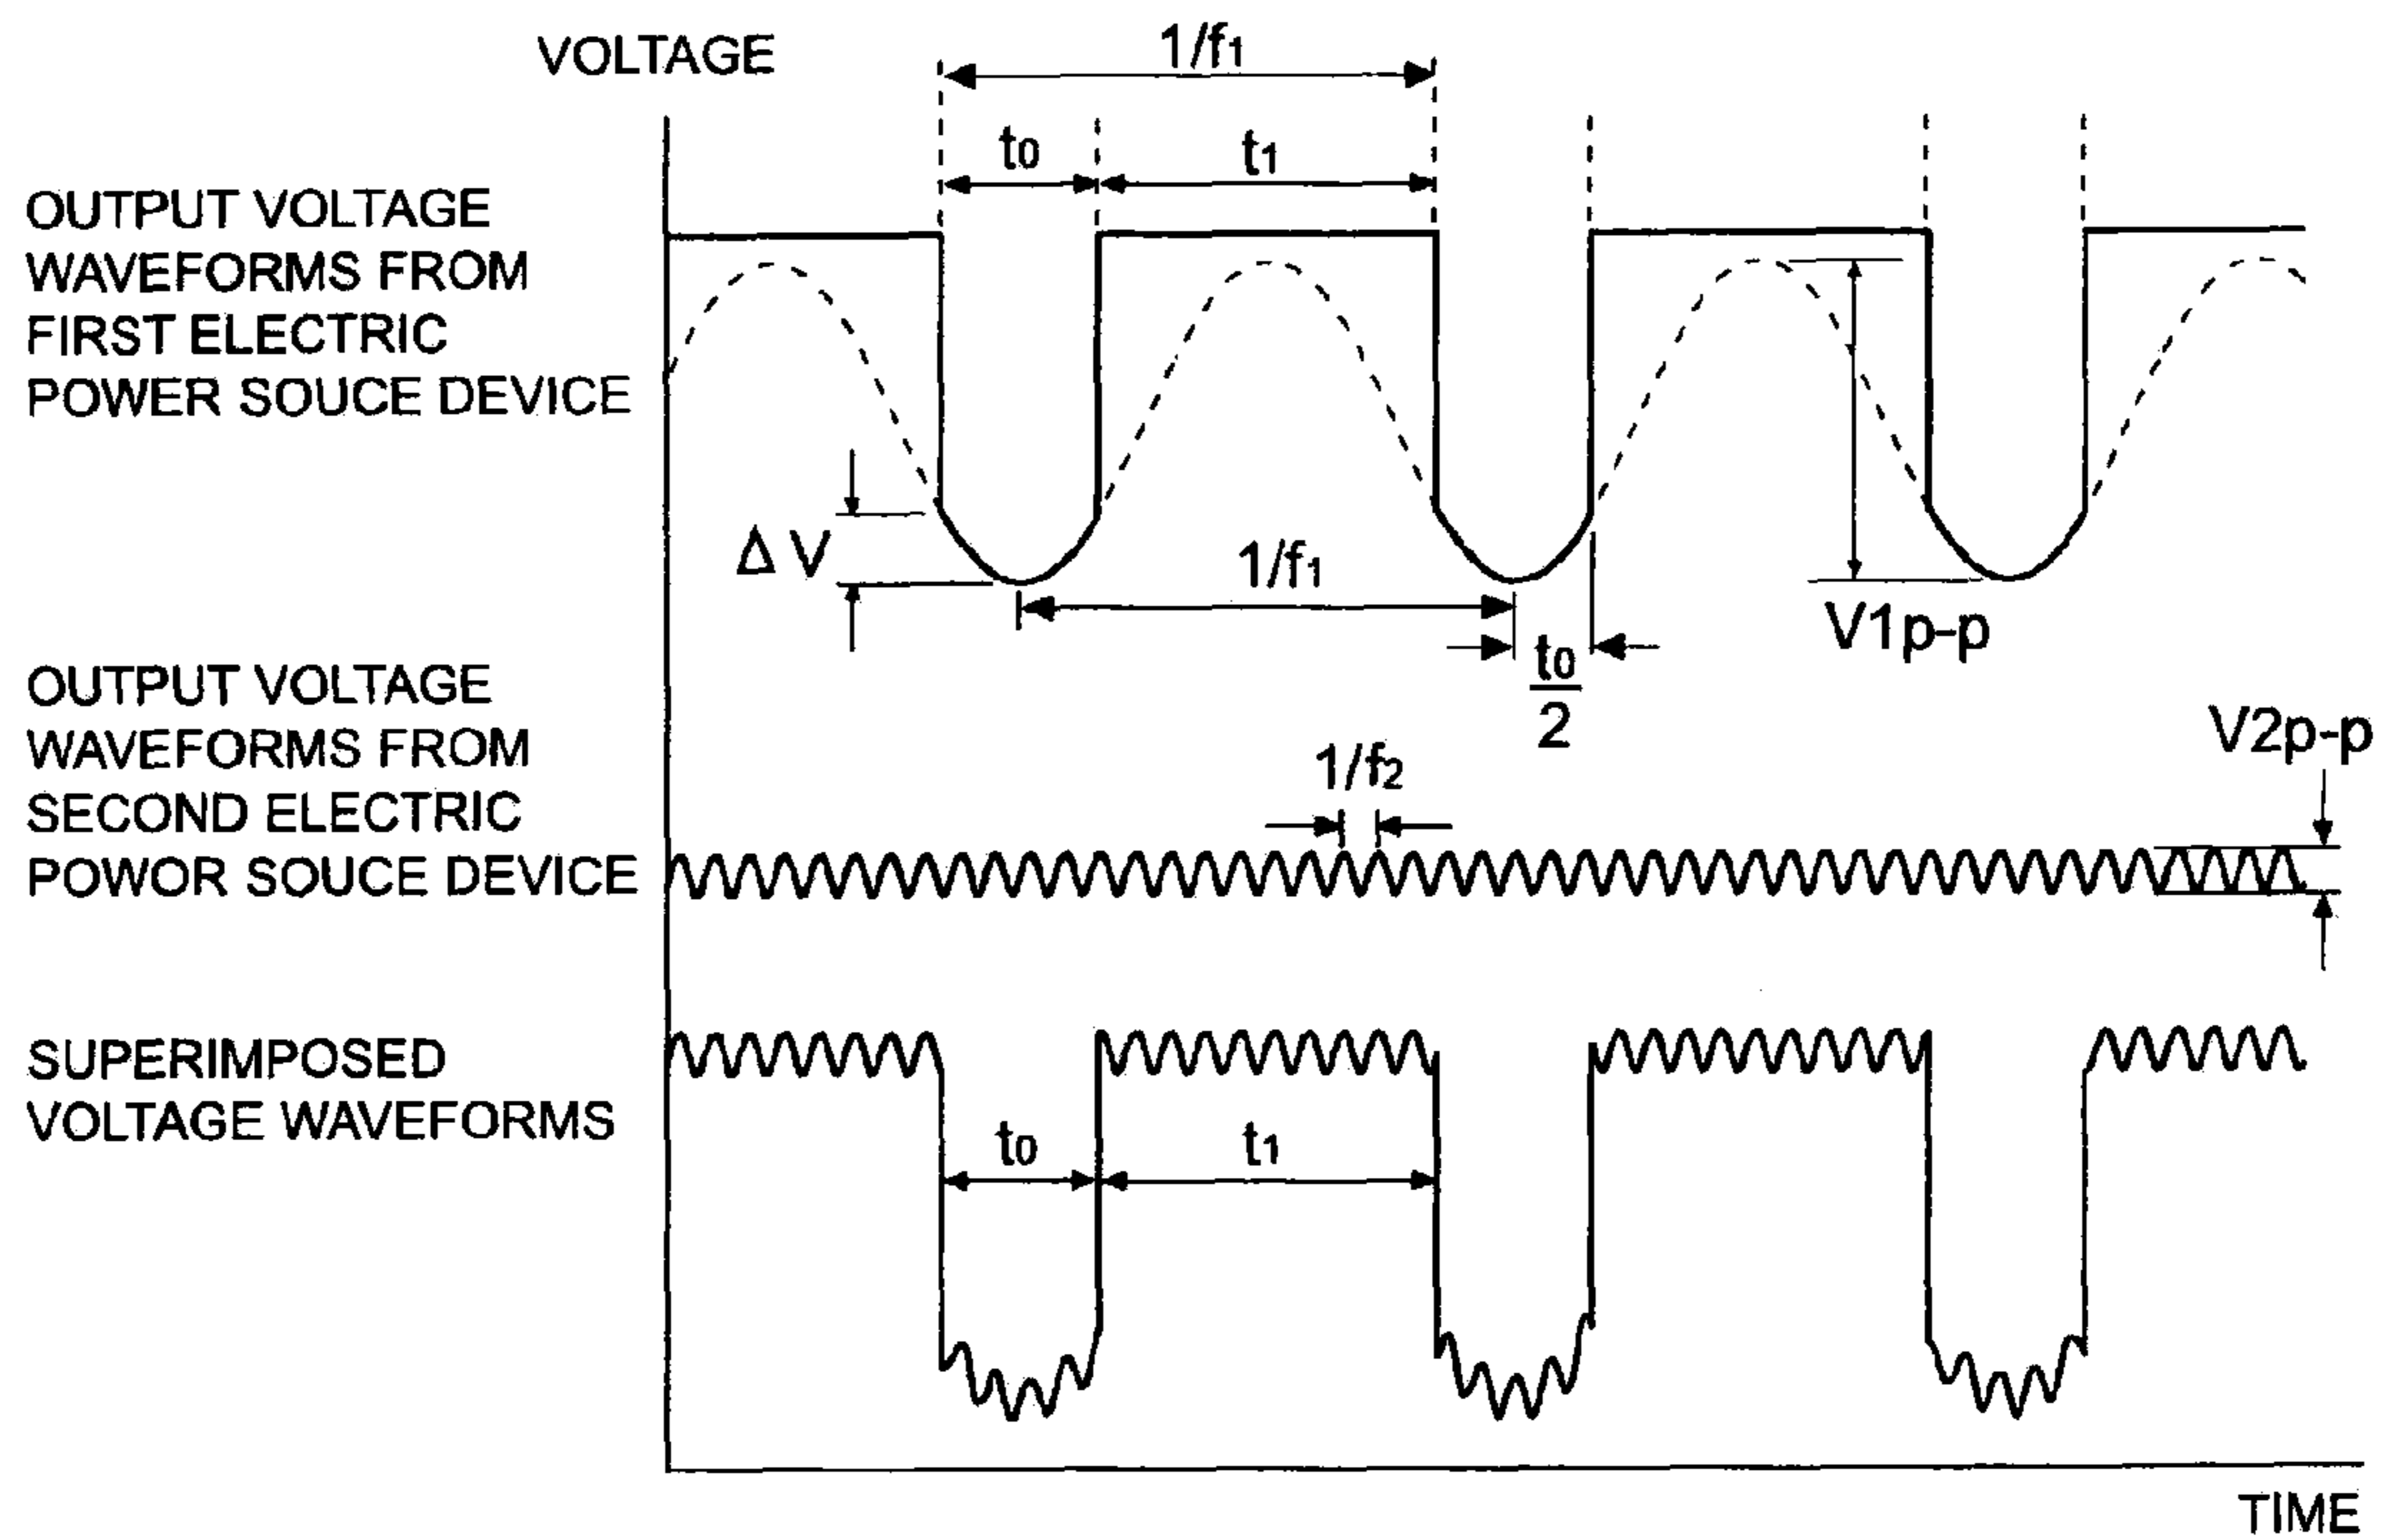 VOLTAGE
1/f1
t0
t1
OUTPUT VOLTAGE
WAVEFORMS FROM
FIRST ELECTRIC
POWER SOUCE DEVICE
ΔV
1/f1
V1p-p
t0
2
OUTPUT VOLTAGE
WAVEFORMS FROM
SECOND ELECTRIC
POWOR SOUCE DEVICE
1/f2
V2p-p
SUPERIMPOSED
VOLTAGE WAVEFORMS
t0
t1
TIME